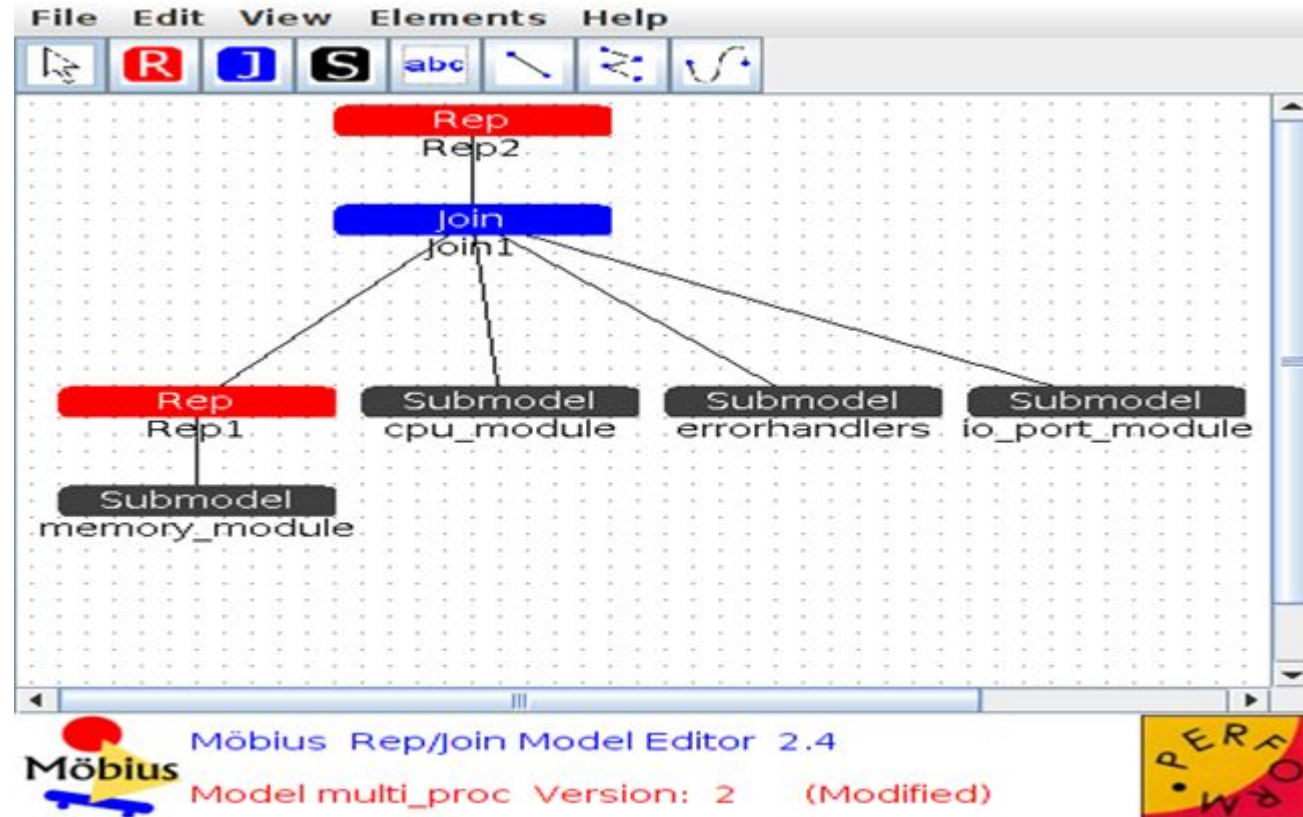 File Edit View Elements Help
R J S abc
Rep
Rep2
Join
Join1
Rep Submodel Submodel Submodel
Rep1 cpu_module errorhandlers io_port_module
Submodel
memory_module
Möbius Rep/Join Model Editor 2.4
Möbius
Model multi_proc Version: 2 (Modified)
PERFORM